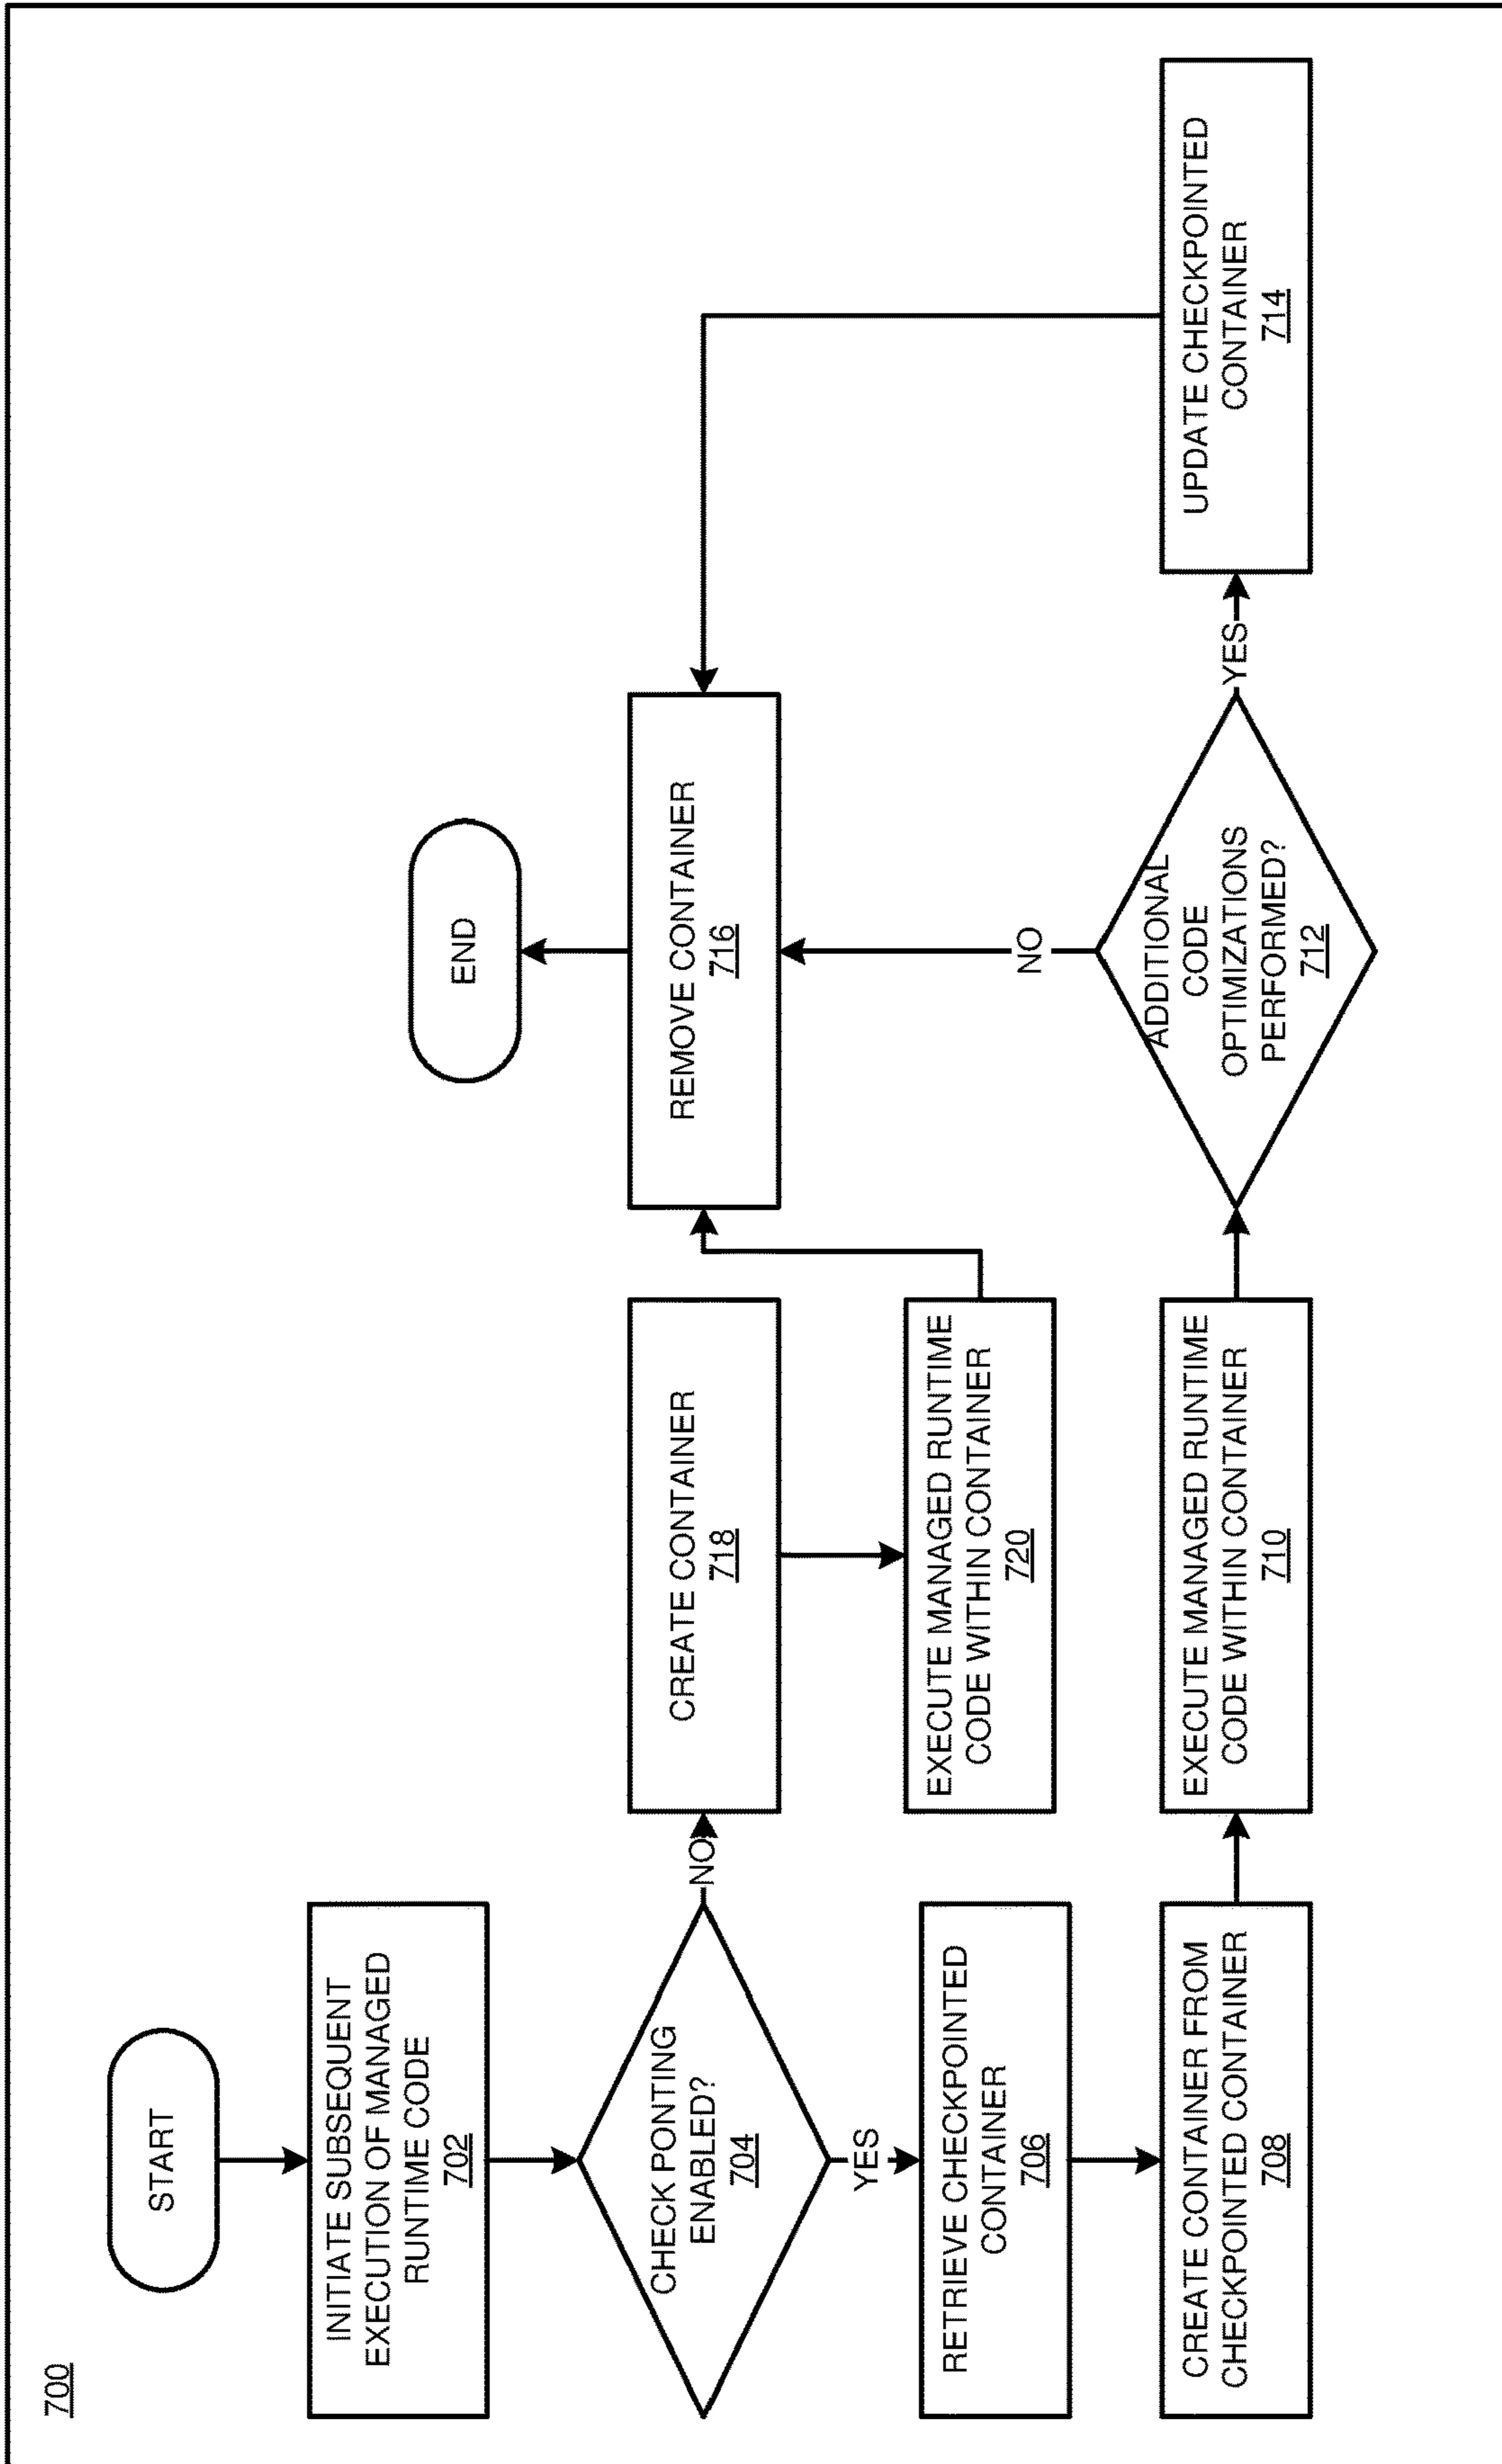 700
START
INITIATE SUBSEQUENT
EXECUTION OF MANAGED
RUNTIME CODE
702
CHECK PONTING
ENABLED?
704
NO
YES
RETRIEVE CHECKPOINTED
CONTAINER
706
CREATE CONTAINER FROM
CHECKPOINTED CONTAINER
708
CREATE CONTAINER
718
EXECUTE MANAGED RUNTIME
CODE WITHIN CONTAINER
720
EXECUTE MANAGED RUNTIME
CODE WITHIN CONTAINER
710
END
REMOVE CONTAINER
716
NO
ADDITIONAL
CODE
OPTIMIZATIONS
PERFORMED?
712
YES
UPDATE CHECKPOINTED
CONTAINER
714